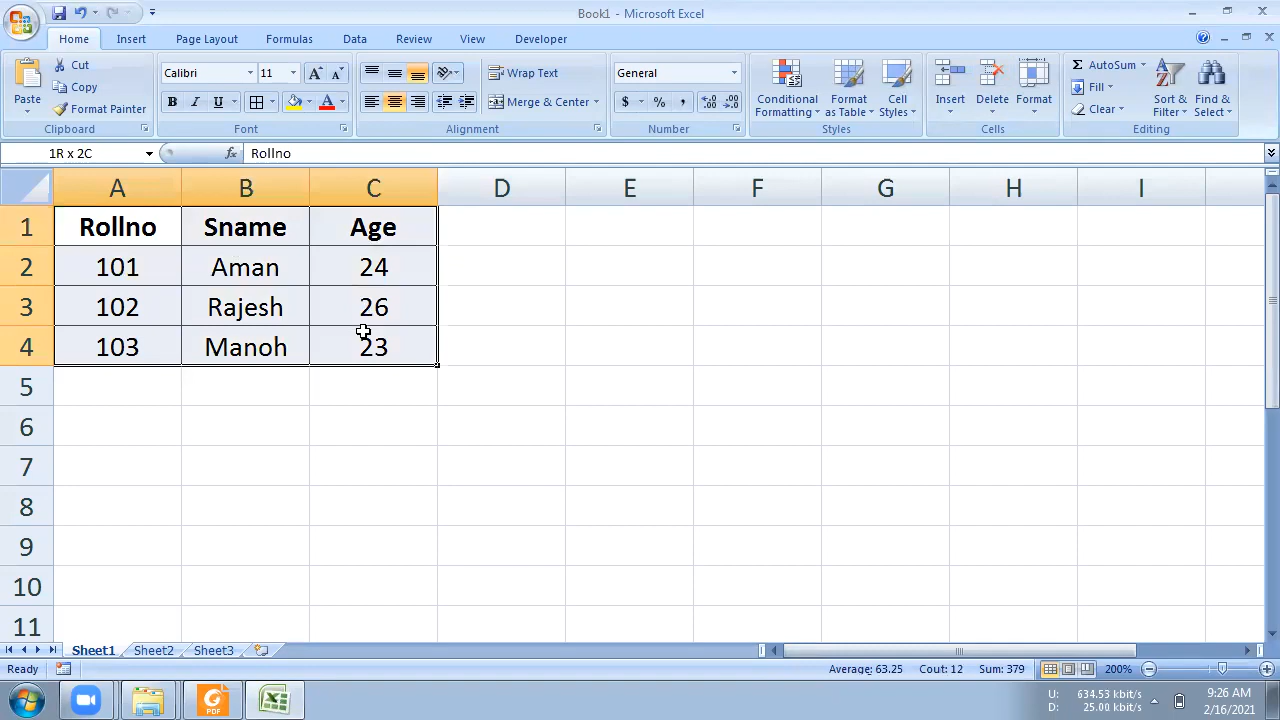 Book1 - Microsoft Excel
Home Insert Page Layout Formulas Data Review View Developer
Paste
Cut
Copy
Format Painter
Clipboard
Calibri 11
B I U
Font
Wrap Text
Merge & Center
Alignment
General
$ % ,
Number
Conditional Formatting
Format as Table
Cell Styles
Styles
Insert Delete Format
Cells
AutoSum
Fill
Clear
Sort & Filter
Find & Select
Editing
1R x 2C fx Rollno
A B C D E F G H I
1 Rollno Sname Age
2 101 Aman 24
3 102 Rajesh 26
4 103 Manoh 23
5
6
7
8
9
10
11
Sheet1 Sheet2 Sheet3
Ready Average: 63.25 Cout: 12 Sum: 379 200%
PDF
U: 634.53 kbit/s
D: 25.00 kbit/s
9:26 AM
2/16/2021